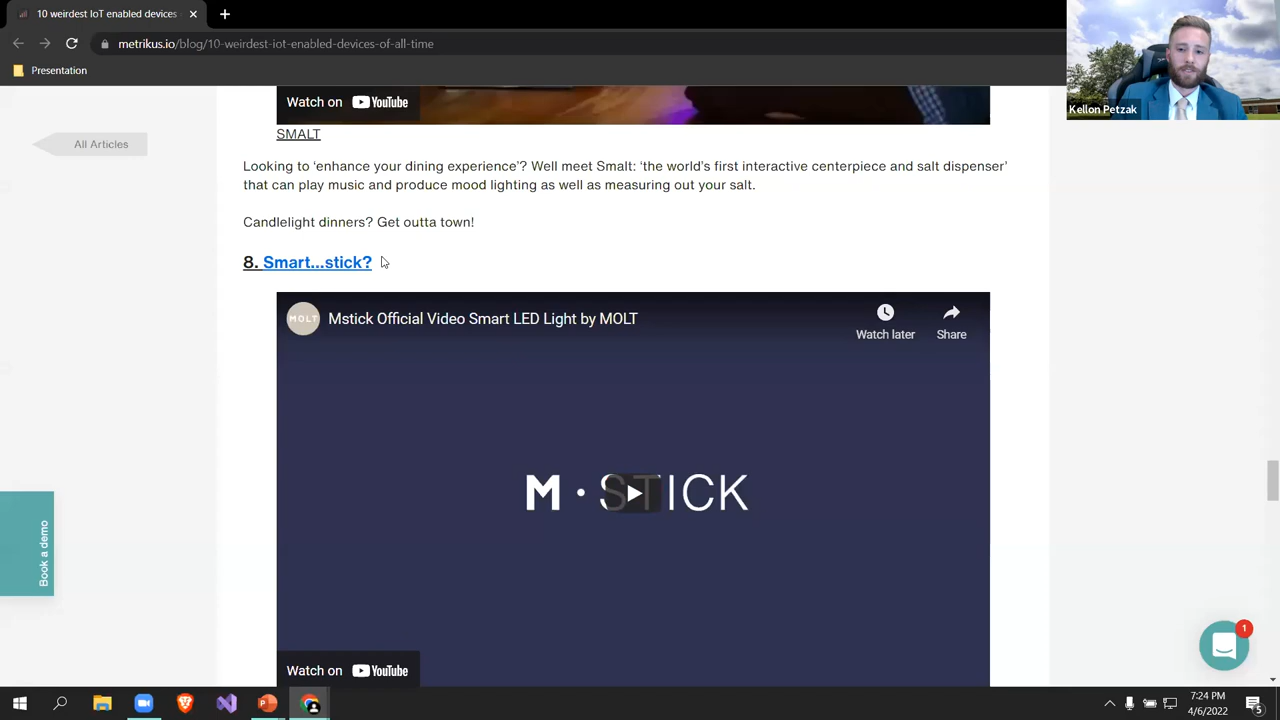 10 weirdest IoT enabled devices
metrikus.io/blog/10-weirdest-iot-enabled-devices-of-all-time
Presentation
Kellon Petzak
Watch on YouTube
SMALT
All Articles
Looking to ‘enhance your dining experience’? Well meet Smalt: ‘the world’s first interactive centerpiece and salt dispenser’
that can play music and produce mood lighting as well as measuring out your salt.
Candlelight dinners? Get outta town!
8. Smart...stick?
MOLT
Mstick Official Video Smart LED Light by MOLT
Watch later
Share
M · STICK
Book a demo
1
Watch on YouTube
7:24 PM
4/6/2022
5